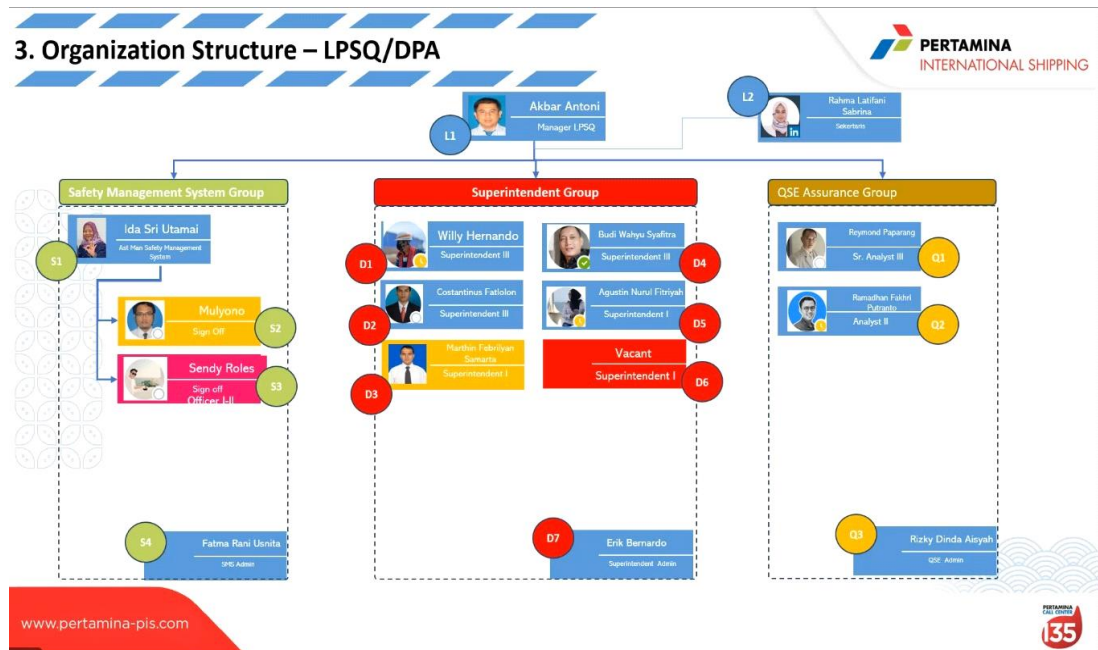 3. Organization Structure – LPSQ/DPA
PERTAMINA
INTERNATIONAL SHIPPING
L1
Akbar Antoni
Manager LPSQ
L2
Rahma Latifani
Sabrina
Sekertaris
in
Safety Management System Group
S1
Ida Sri Utamai
Ast Man Safety Management
System
Mulyono
Sign Off
S2
Sendy Roles
Sign off
Officer I-II
S3
S4
Fatma Rani Usnita
SMS Admin
Superintendent Group
D1
Willy Hernando
Superintendent III
D2
Costantinus Fatlolon
Superintendent III
D3
Marthin Febrilyan
Samarta
Superintendent I
Budi Wahyu Syafitra
Superintendent III
D4
Agustin Nurul Fitriyah
Superintendent I
D5
Vacant
Superintendent I
D6
D7
Erik Bernardo
Superintendent Admin
QSE Assurance Group
Reymond Paparang
Sr. Analyst III
Q1
Ramadhan Fakhri
Putranto
Analyst II
Q2
Q3
Rizky Dinda Aisyah
QSE Admin
www.pertamina-pis.com
PERTAMINA
CALL CENTER
135